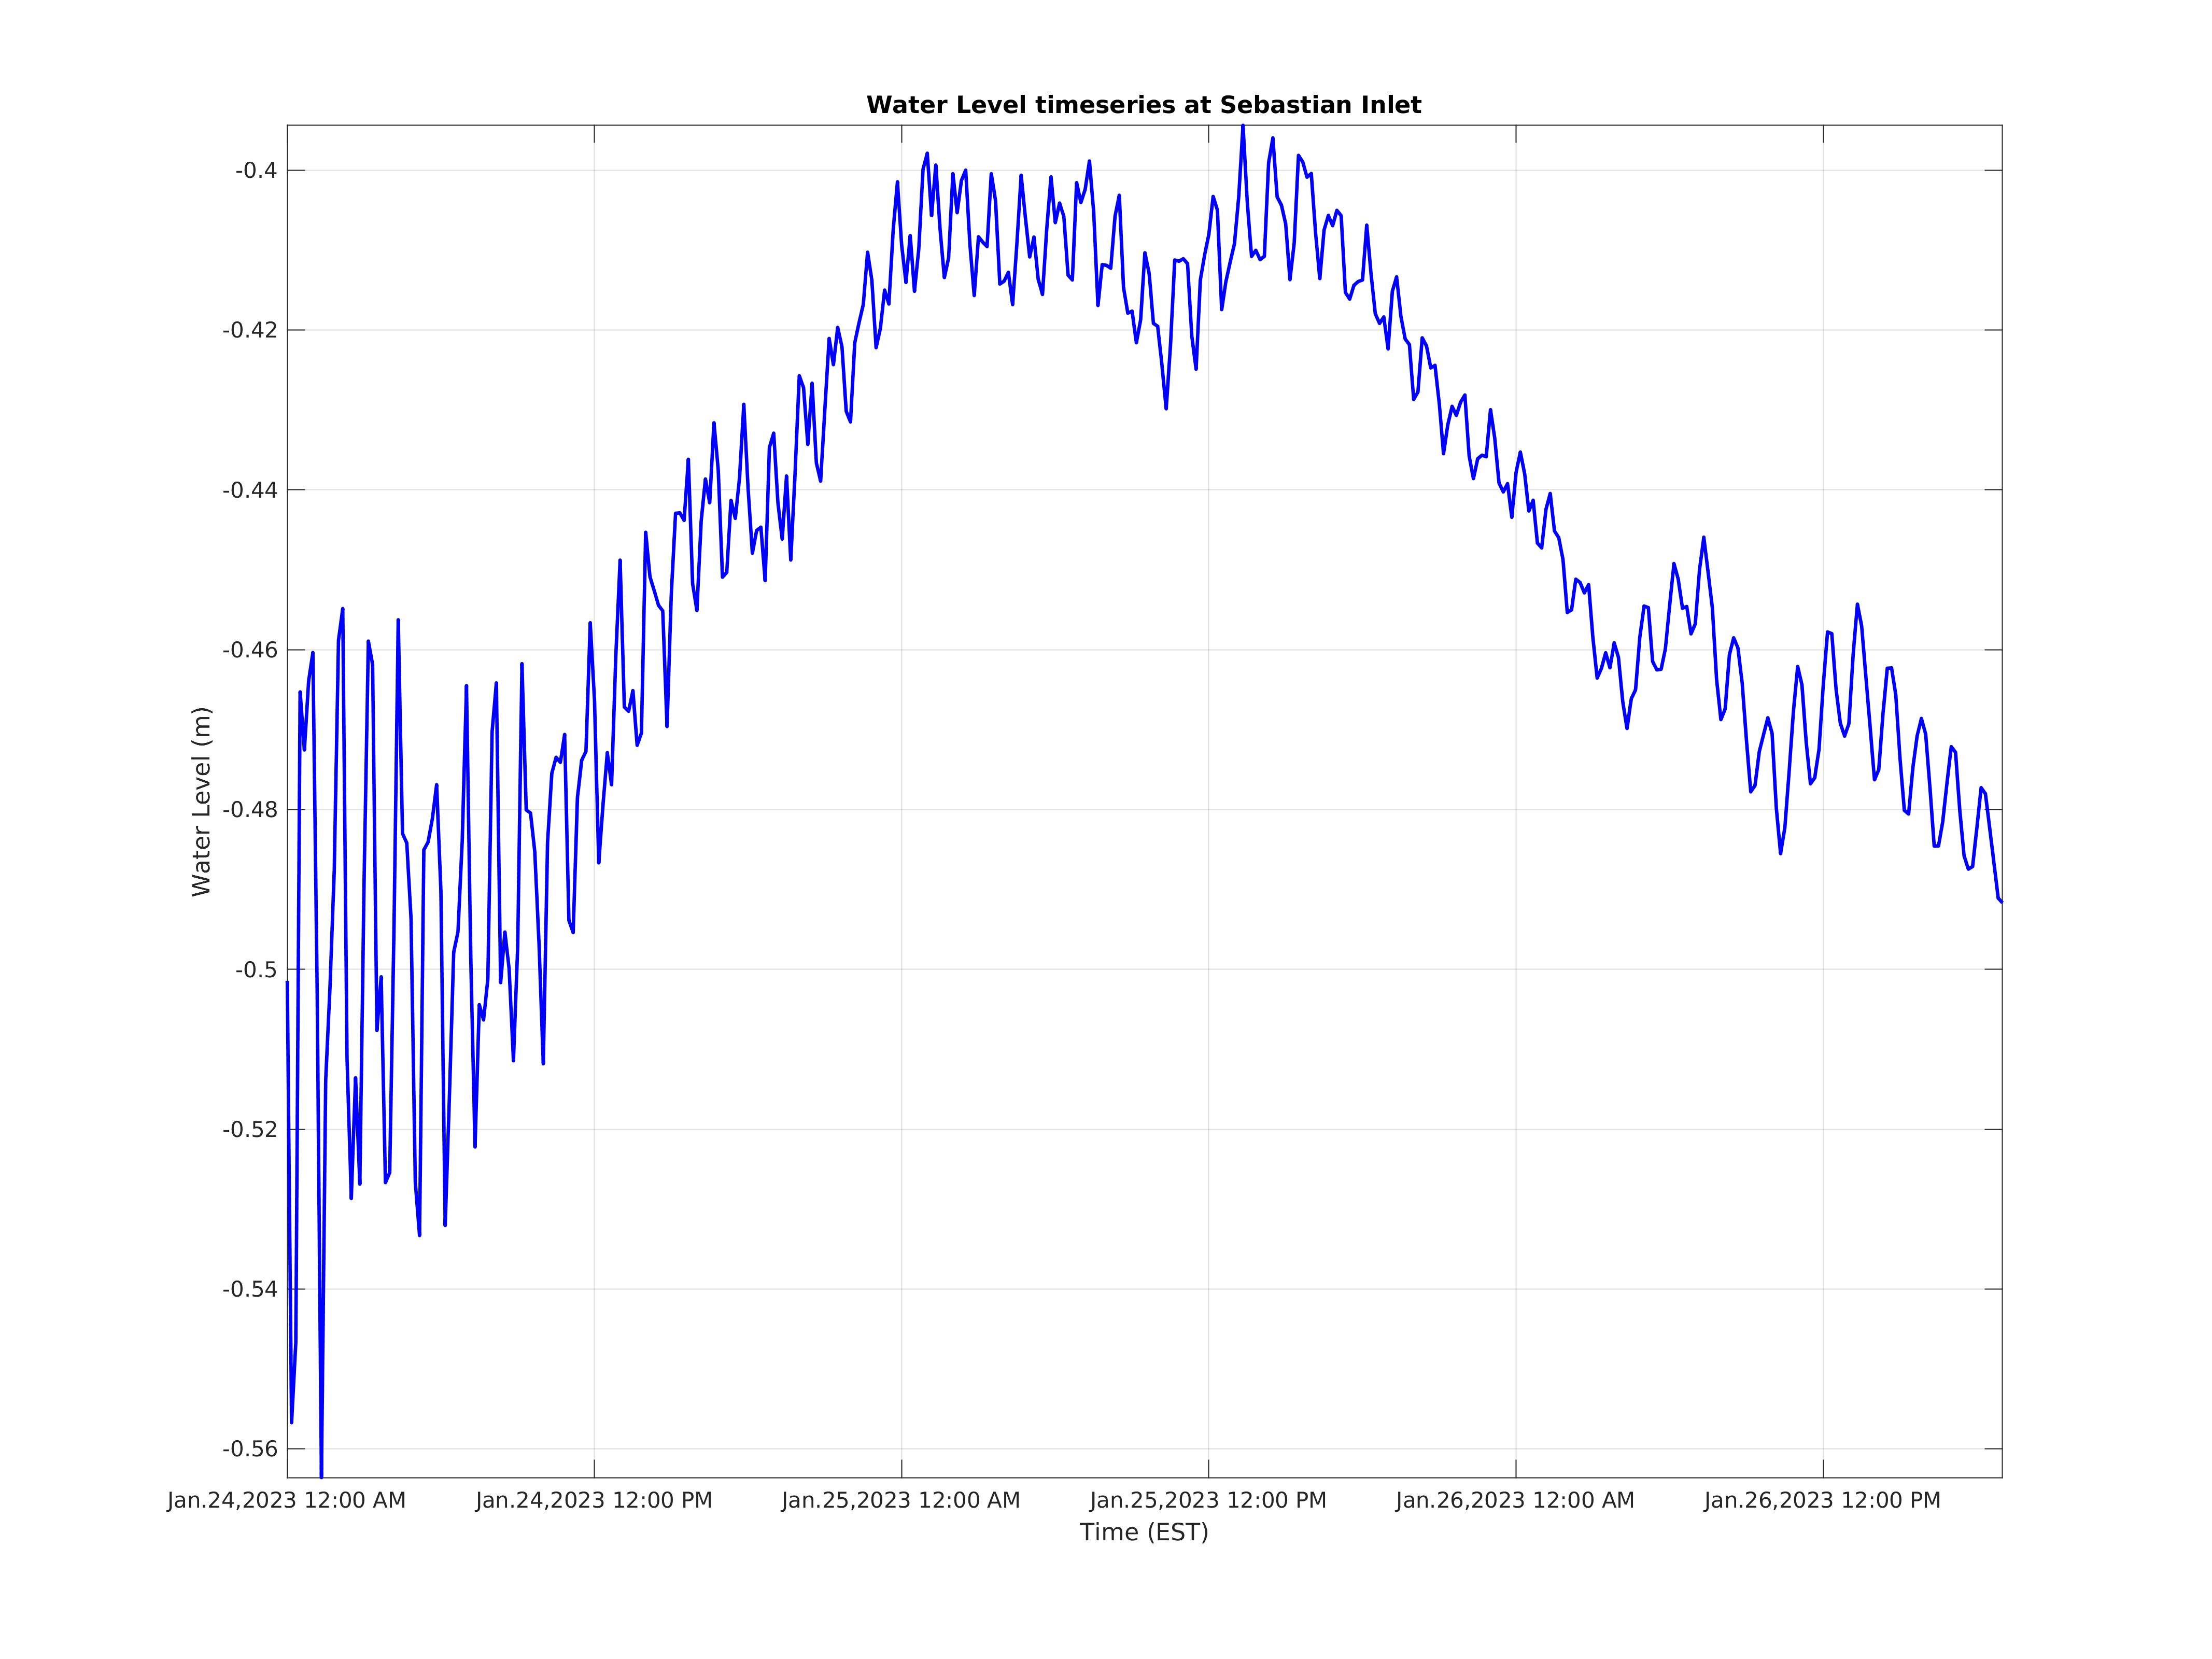 Water Level timeseries at Sebastian Inlet
-0.4
-0.42
-0.44
-0.46
-0.48
-0.5
-0.52
-0.54
-0.56
Water Level (m)
Jan.24,2023 12:00 AM
Jan.24,2023 12:00 PM
Jan.25,2023 12:00 AM
Jan.25,2023 12:00 PM
Jan.26,2023 12:00 AM
Jan.26,2023 12:00 PM
Time (EST)